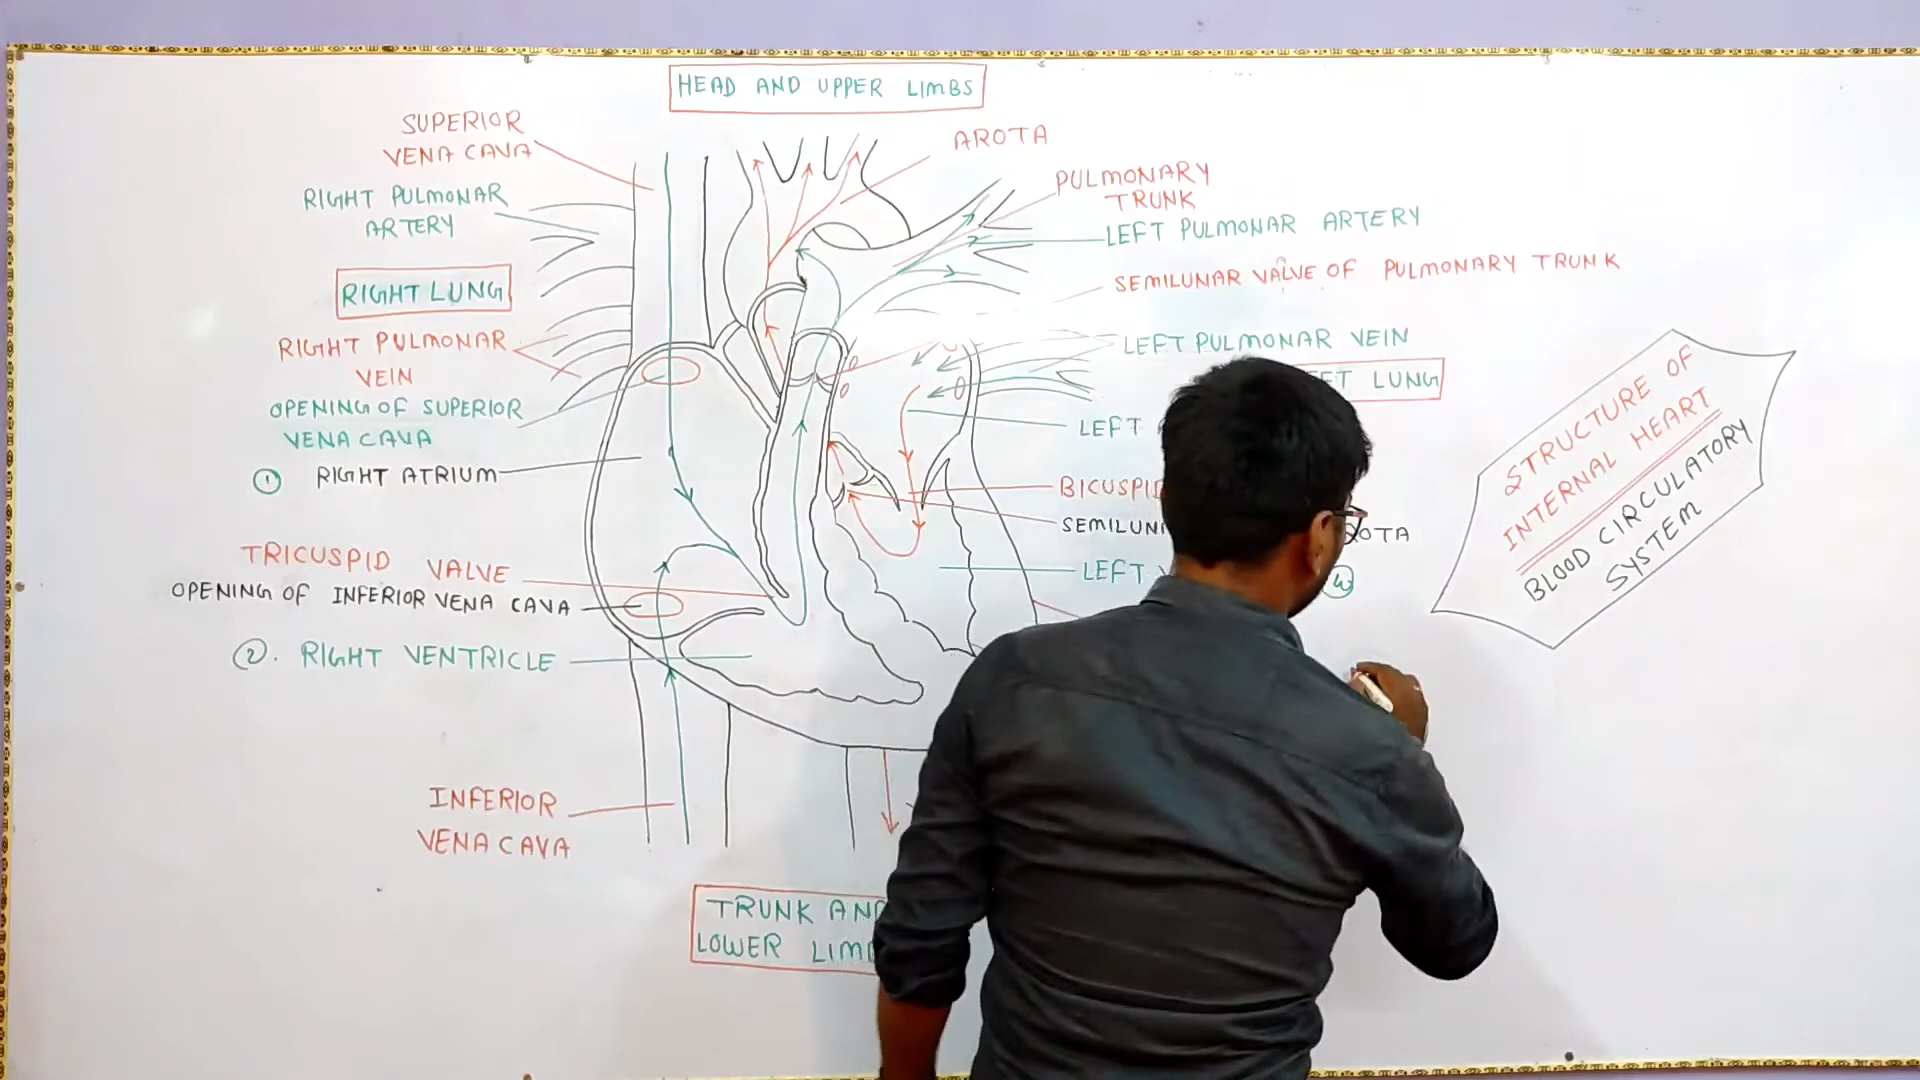 HEAD AND UPPER LIMBS
SUPERIOR
VENA CAVA
AROTA
RIGHT PULMONAR
ARTERY
PULMONARY
TRUNK
LEFT PULMONAR ARTERY
SEMILUNAR VALVE OF PULMONARY TRUNK
RIGHT LUNG
RIGHT PULMONAR
VEIN
LEFT PULMONAR VEIN
LUNG
OPENING OF SUPERIOR
VENA CAVA
LEFT
1 RIGHT ATRIUM
BICUSPID
TRICUSPID VALVE
OPENING OF INFERIOR VENA CAVA
LEFT
2. RIGHT VENTRICLE
INFERIOR
VENA CAVA
TRUNK AND
LOWER
STRUCTURE OF
INTERNAL HEART
BLOOD CIRCULATORY
SYSTEM